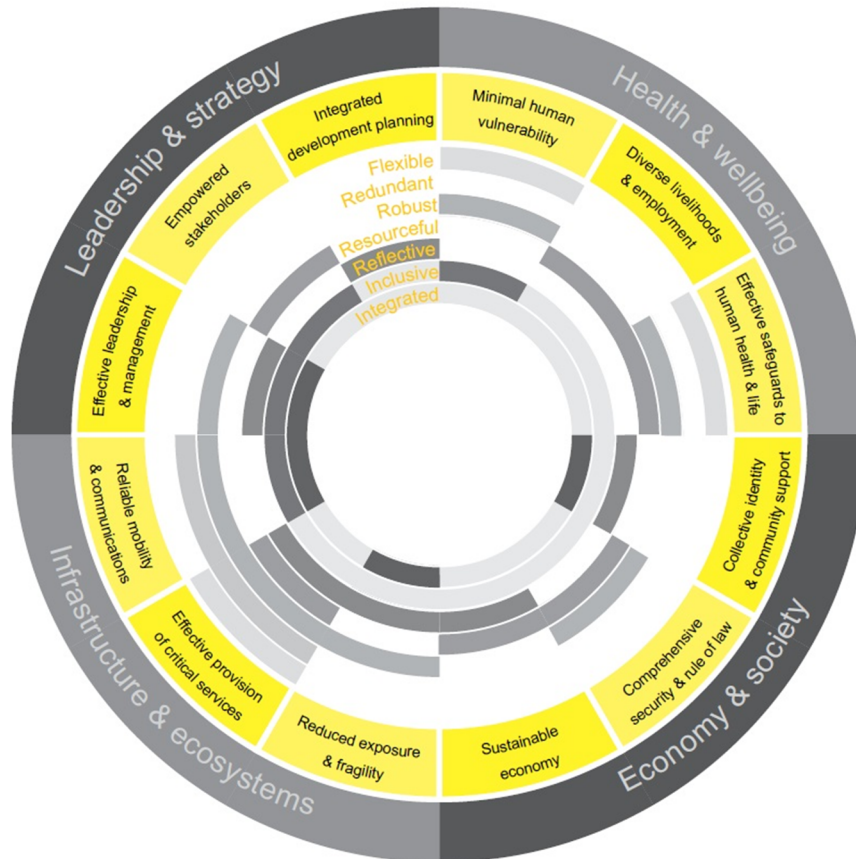 Leadership & strategy
Health & wellbeing
Integrated
development planning
Minimal human
vulnerability
Empowered
stakeholders
Diverse livelihoods
& employment
Effective leadership
& management
Effective safeguards to
human health & life
Flexible
Redundant
Robust
Resourceful
Reflective
Inclusive
Integrated
Reliable mobility
& communications
Collective identity
& community support
Effective provision
of critical services
Comprehensive
security & rule of law
Reduced exposure
& fragility
Sustainable
economy
Infrastructure & ecosystems
Economy & society